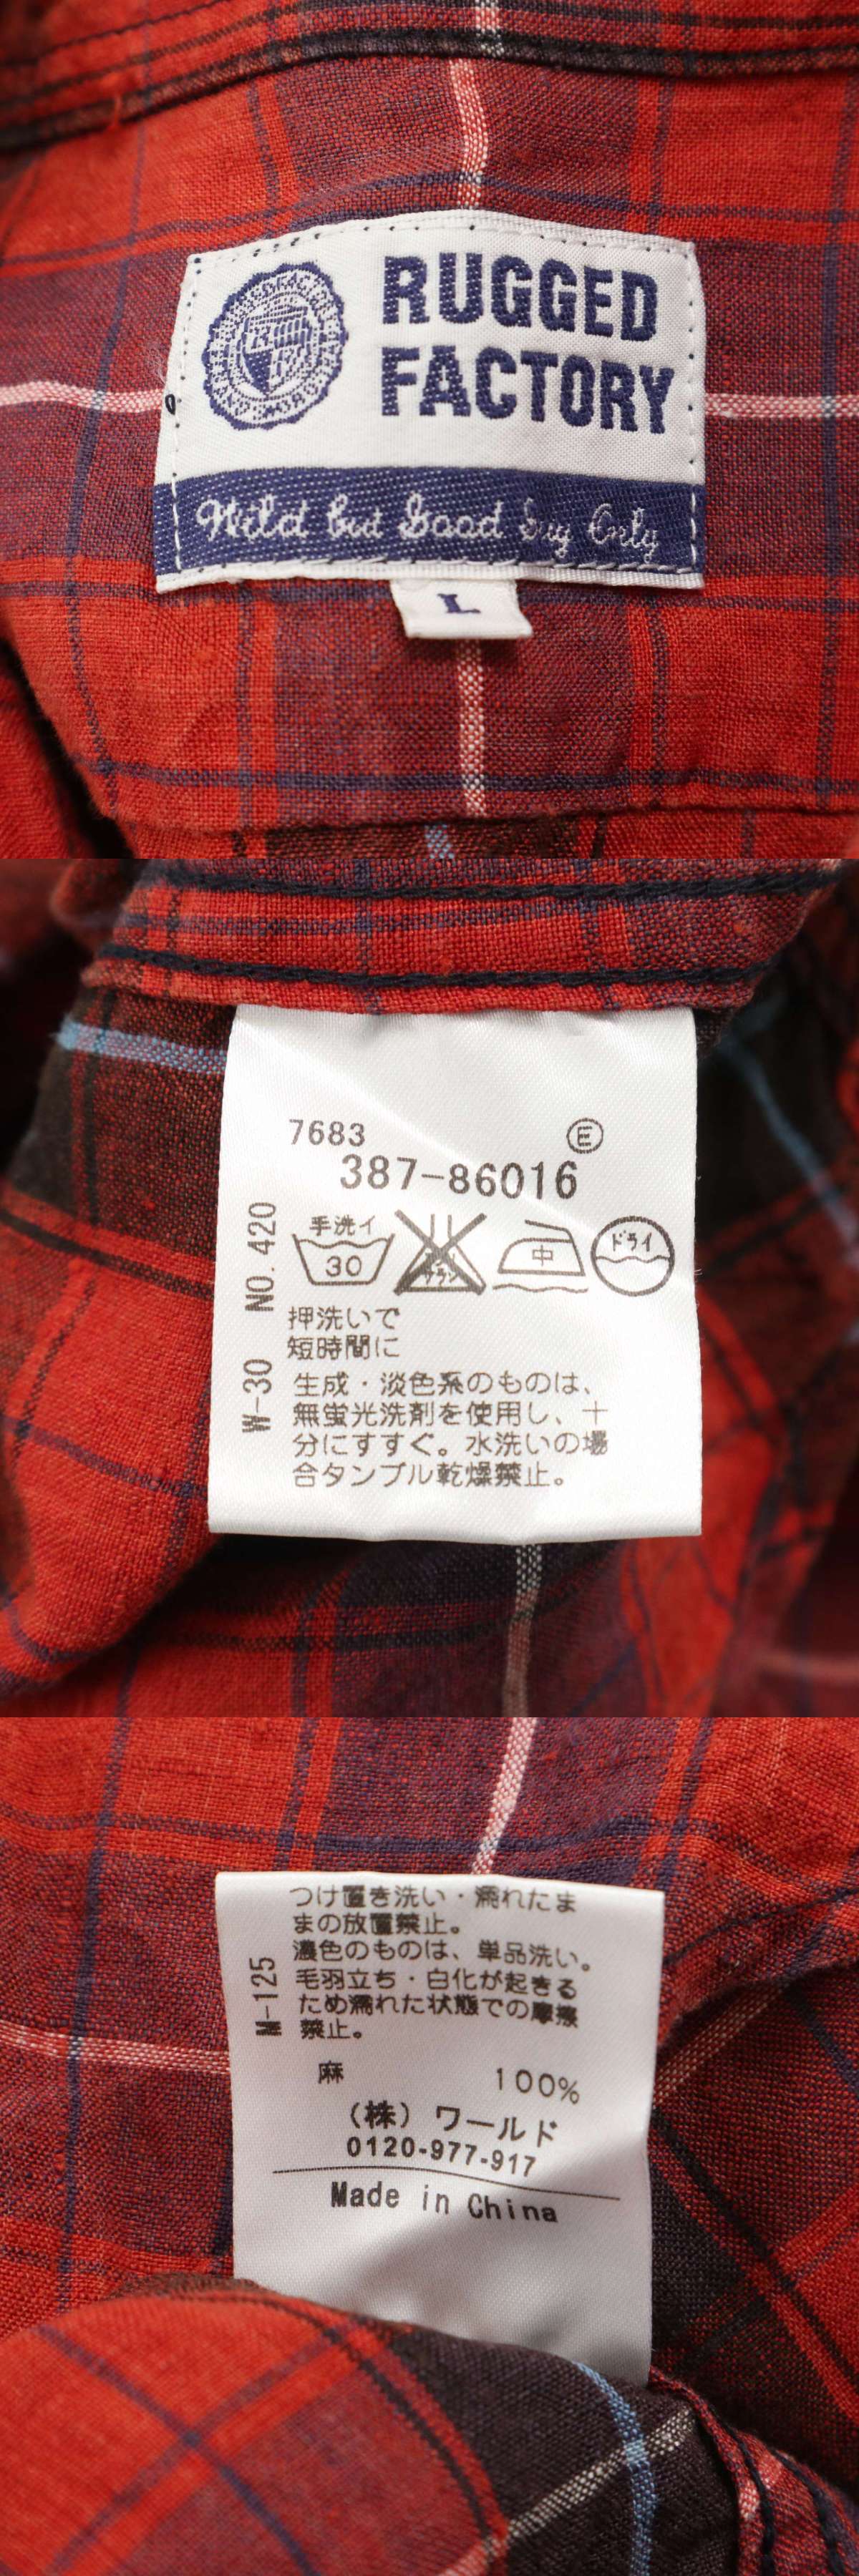 RUGGED
FACTORY
Wild but Good Guy Only
L
7683
Ⓔ
387-86016
手洗イ
30
中
ドライ
NO.420
W-30
押洗いで
短時間に
生成・淡色系のものは、
無蛍光洗剤を使用し、十
分にすすぐ。水洗いの場
合タンブル乾燥禁止。
つけ置き洗い・濡れたま
まの放置禁止。
濃色のものは、単品洗い。
毛羽立ち・白化が起きる
ため濡れた状態での摩擦
禁止。
M-125
麻 100%
(株)ワールド
0120-977-917
Made in China